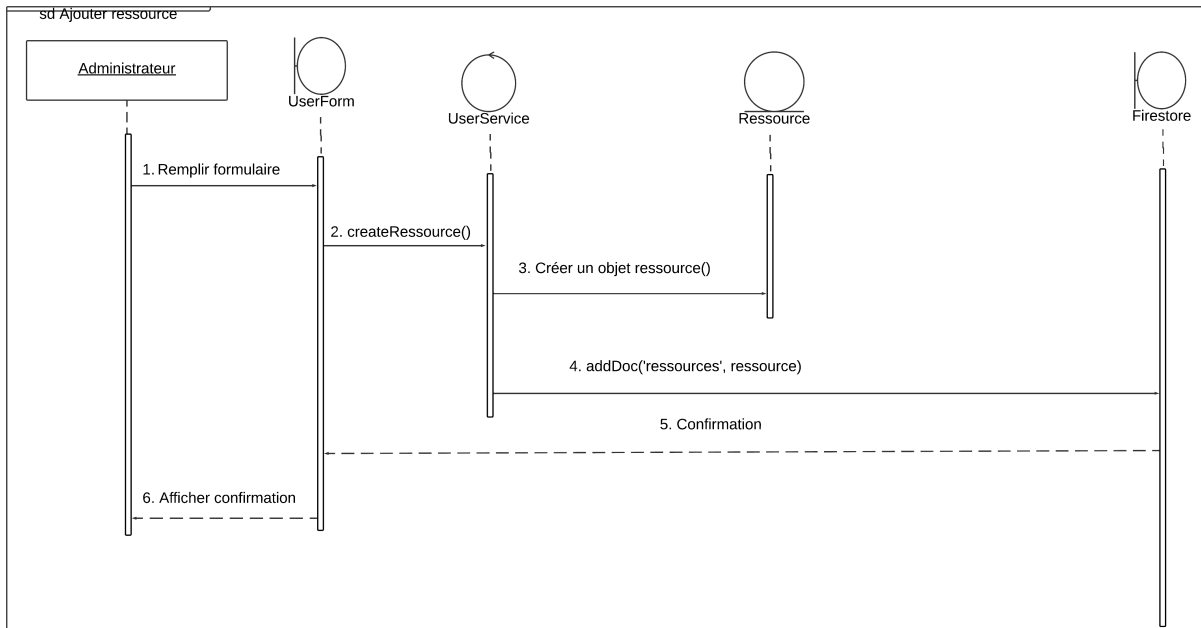 sd Ajouter ressource
Administrateur
UserForm
UserService
Ressource
Firestore
1. Remplir formulaire
2. createRessource()
3. Créer un objet ressource()
4. addDoc('ressources', ressource)
5. Confirmation
6. Afficher confirmation